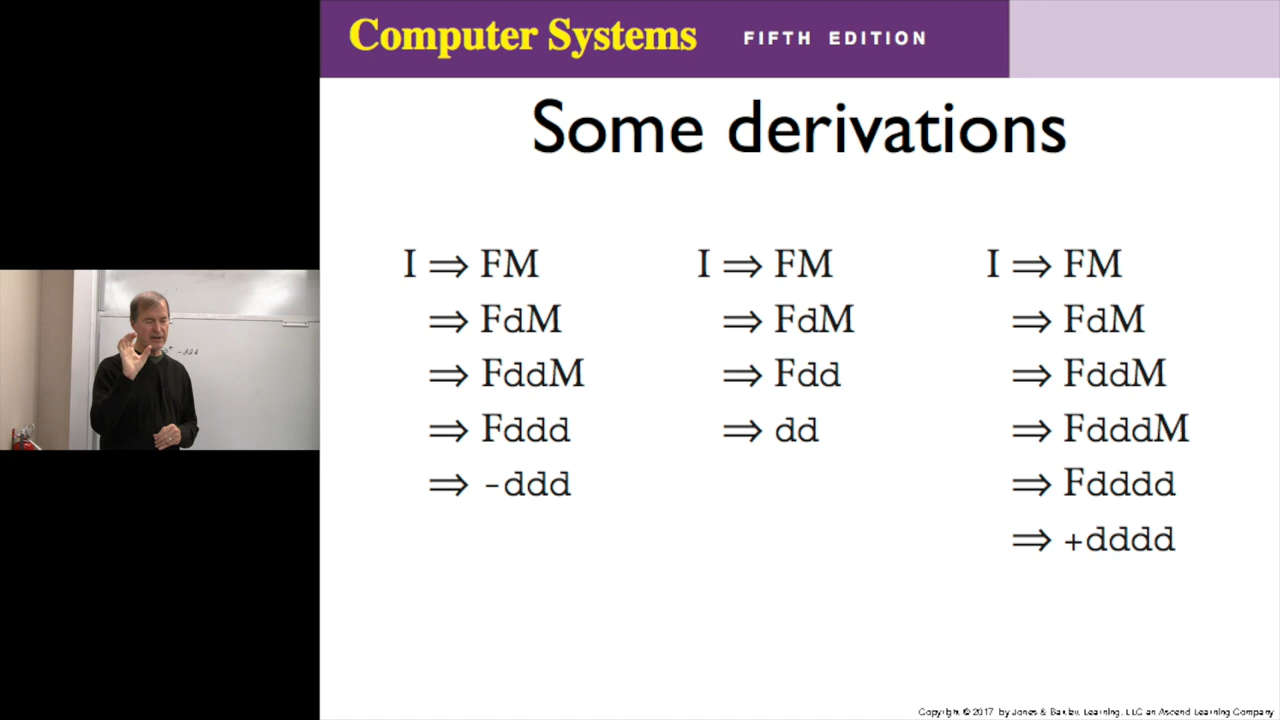 Computer Systems FIFTH EDITION
Some derivations
I ⇒ FM
⇒ FdM
⇒ FddM
⇒ Fddd
⇒ -ddd
I ⇒ FM
⇒ FdM
⇒ Fdd
⇒ dd
I ⇒ FM
⇒ FdM
⇒ FddM
⇒ FdddM
⇒ Fdddd
⇒ +dddd
-ddd
Copyright © 2017 by Jones & Bartlett Learning, LLC an Ascend Learning Company